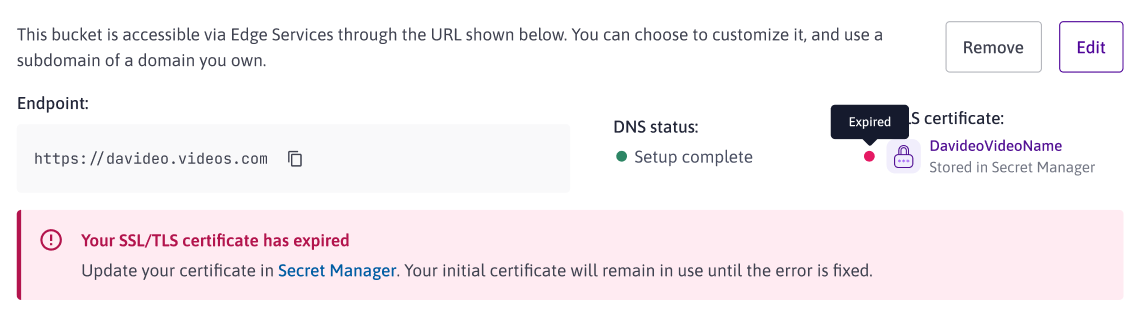 This bucket is accessible via Edge Services through the URL shown below. You can choose to customize it, and use a
subdomain of a domain you own.
Remove
Edit
Endpoint:
https://davideo.videos.com
DNS status:
Setup complete
Expired
LS certificate:
DavideoVideoName
Stored in Secret Manager
Your SSL/TLS certificate has expired
Update your certificate in Secret Manager. Your initial certificate will remain in use until the error is fixed.